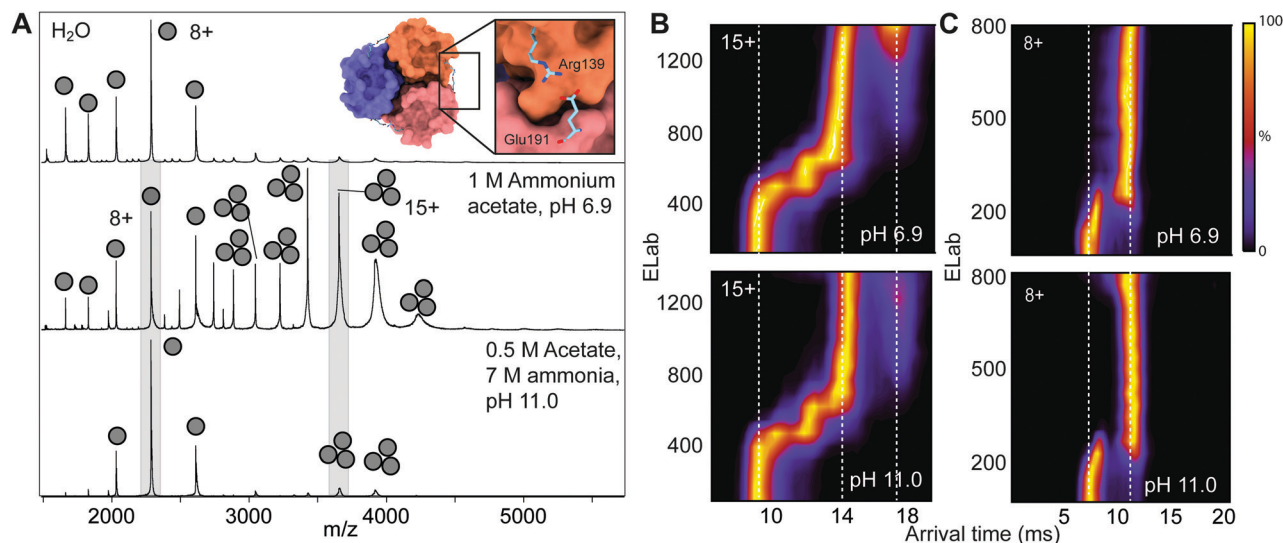 A
H2O
8+
Arg139
Glu191
8+
1 M Ammonium
acetate, pH 6.9
15+
0.5 M Acetate,
7 M ammonia,
pH 11.0
2000
3000
4000
5000
m/z
B
15+
1200
800
400
ELab
pH 6.9
15+
1200
800
400
ELab
pH 11.0
10
14
18
C
8+
800
500
200
ELab
pH 6.9
8+
800
500
200
ELab
pH 11.0
5
10
15
20
Arrival time (ms)
100
%
0